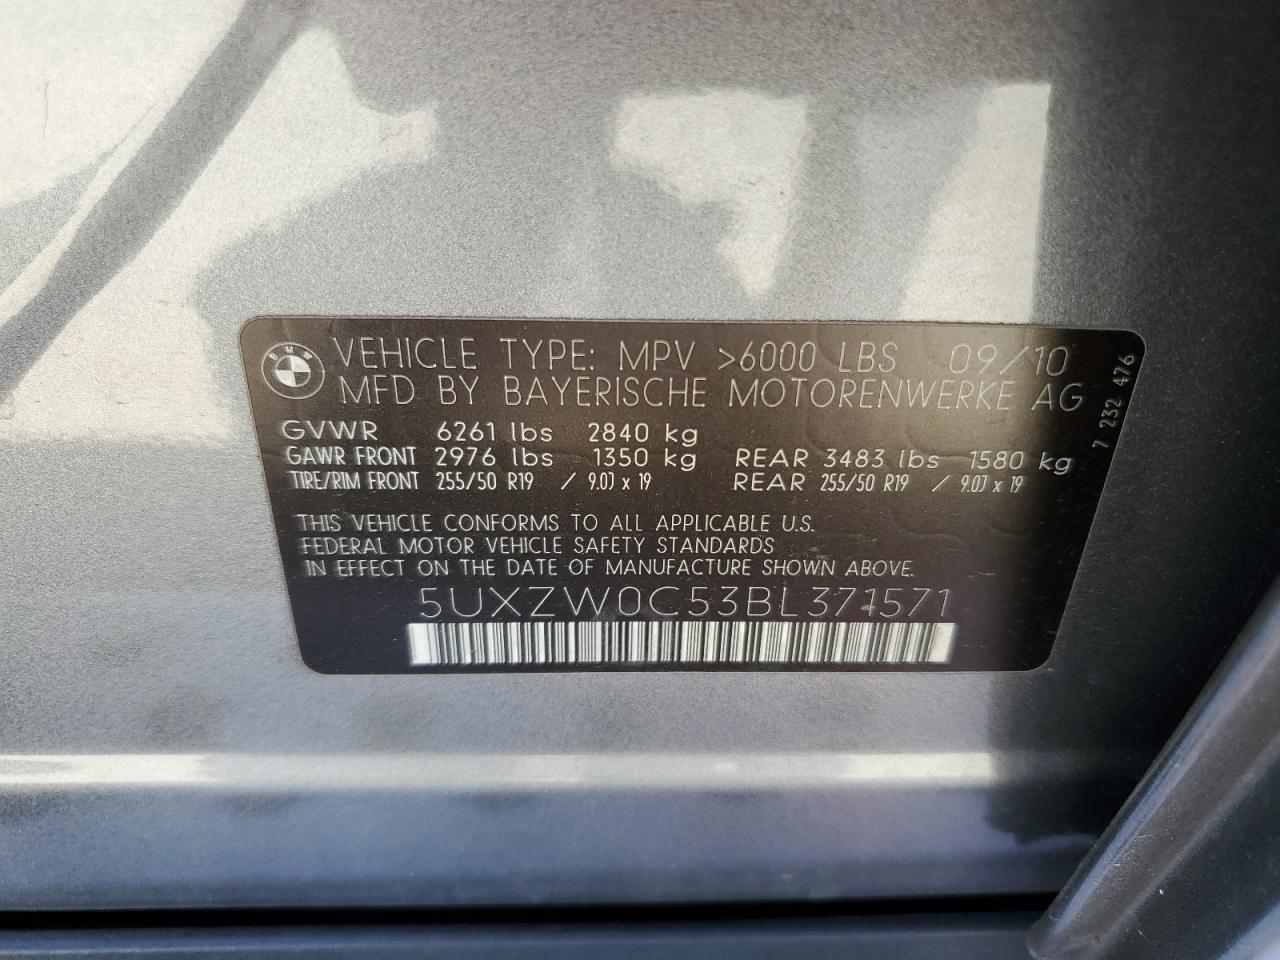 BMW
VEHICLE TYPE: MPV >6000 LBS 09/10
MFD BY BAYERISCHE MOTORENWERKE AG
GVWR 6261 lbs 2840 kg
GAWR FRONT 2976 lbs 1350 kg REAR 3483 lbs 1580 kg
TIRE/RIM FRONT 255/50 R19 / 9.0J x 19 REAR 255/50 R19 / 9.0J x 19
THIS VEHICLE CONFORMS TO ALL APPLICABLE U.S.
FEDERAL MOTOR VEHICLE SAFETY STANDARDS
IN EFFECT ON THE DATE OF MANUFACTURE SHOWN ABOVE.
5UXZW0C53BL371571
7 232 476